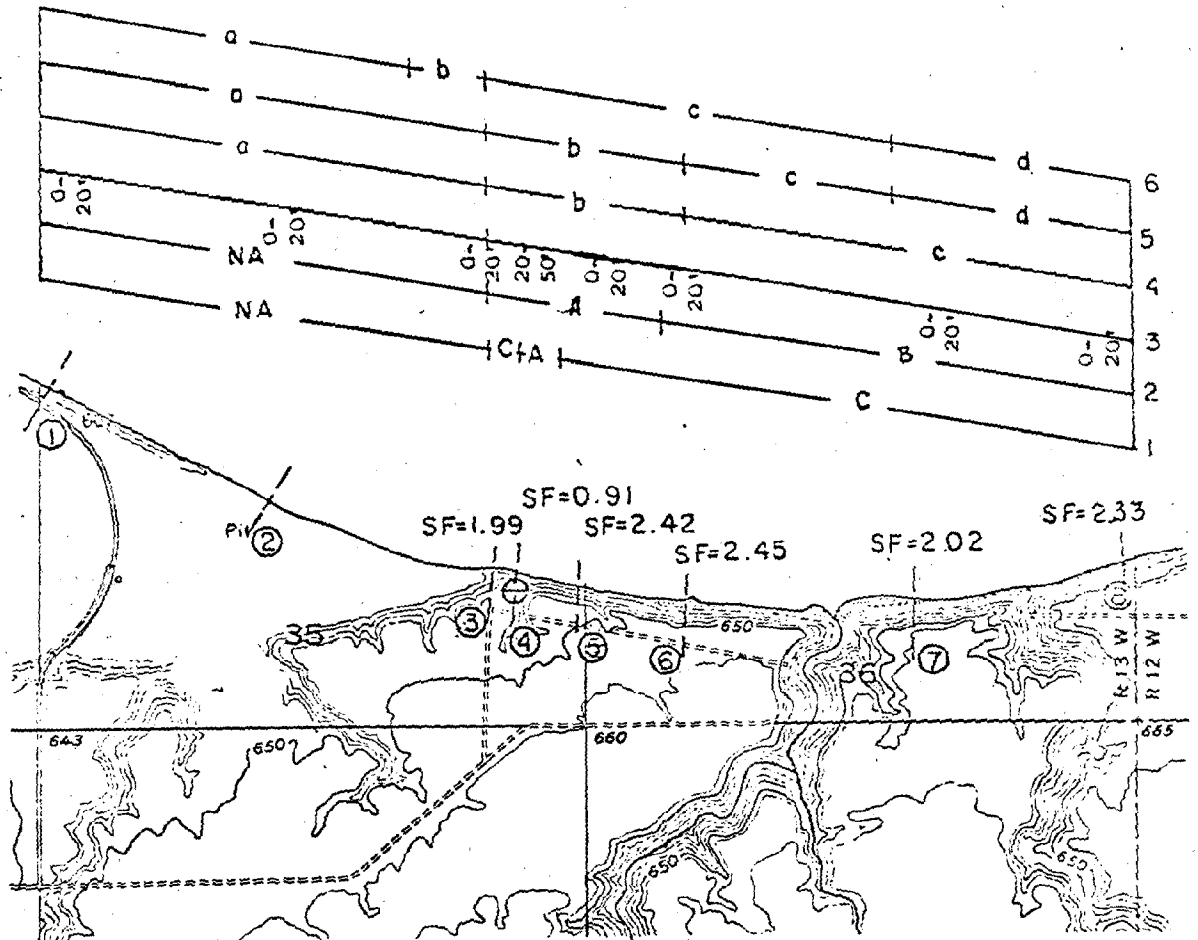 a
b
c
d
6
a
b
c
d
5
a
b
c
4
0-20'
0-20'
0-20'
20-50'
0-20'
0-20'
0-20'
0-20'
3
NA
A
B
2
NA
C
A
C
1
SF=1.99
SF=0.91
SF=2.42
SF=2.45
SF=2.02
SF=2.33
1
Pit
2
3
4
5
6
7
35
36
650
R 13 W
R 12 W
643
650
660
665
650
650